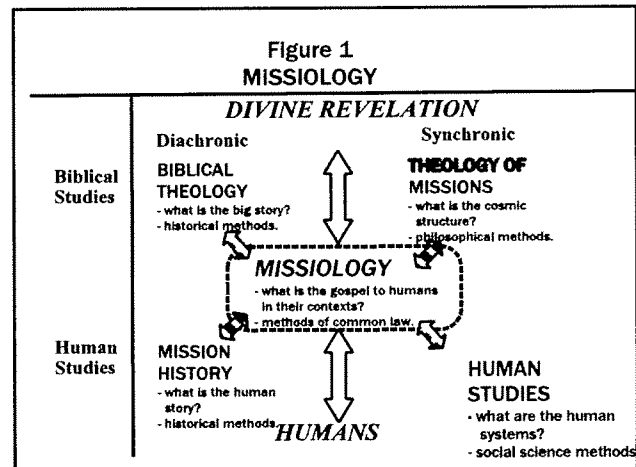 Figure 1
MISSIOLOGY
DIVINE REVELATION
Diachronic
Synchronic
Biblical
Studies
BIBLICAL
THEOLOGY
- what is the big story?
- historical methods.
THEOLOGY OF
MISSIONS
- what is the cosmic
structure?
- philosophical methods.
MISSIOLOGY
- what is the gospel to humans
in their contexts?
- methods of common law.
Human
Studies
MISSION
HISTORY
- what is the human
story?
- historical methods.
HUMANS
HUMAN
STUDIES
- what are the human
systems?
- social science methods